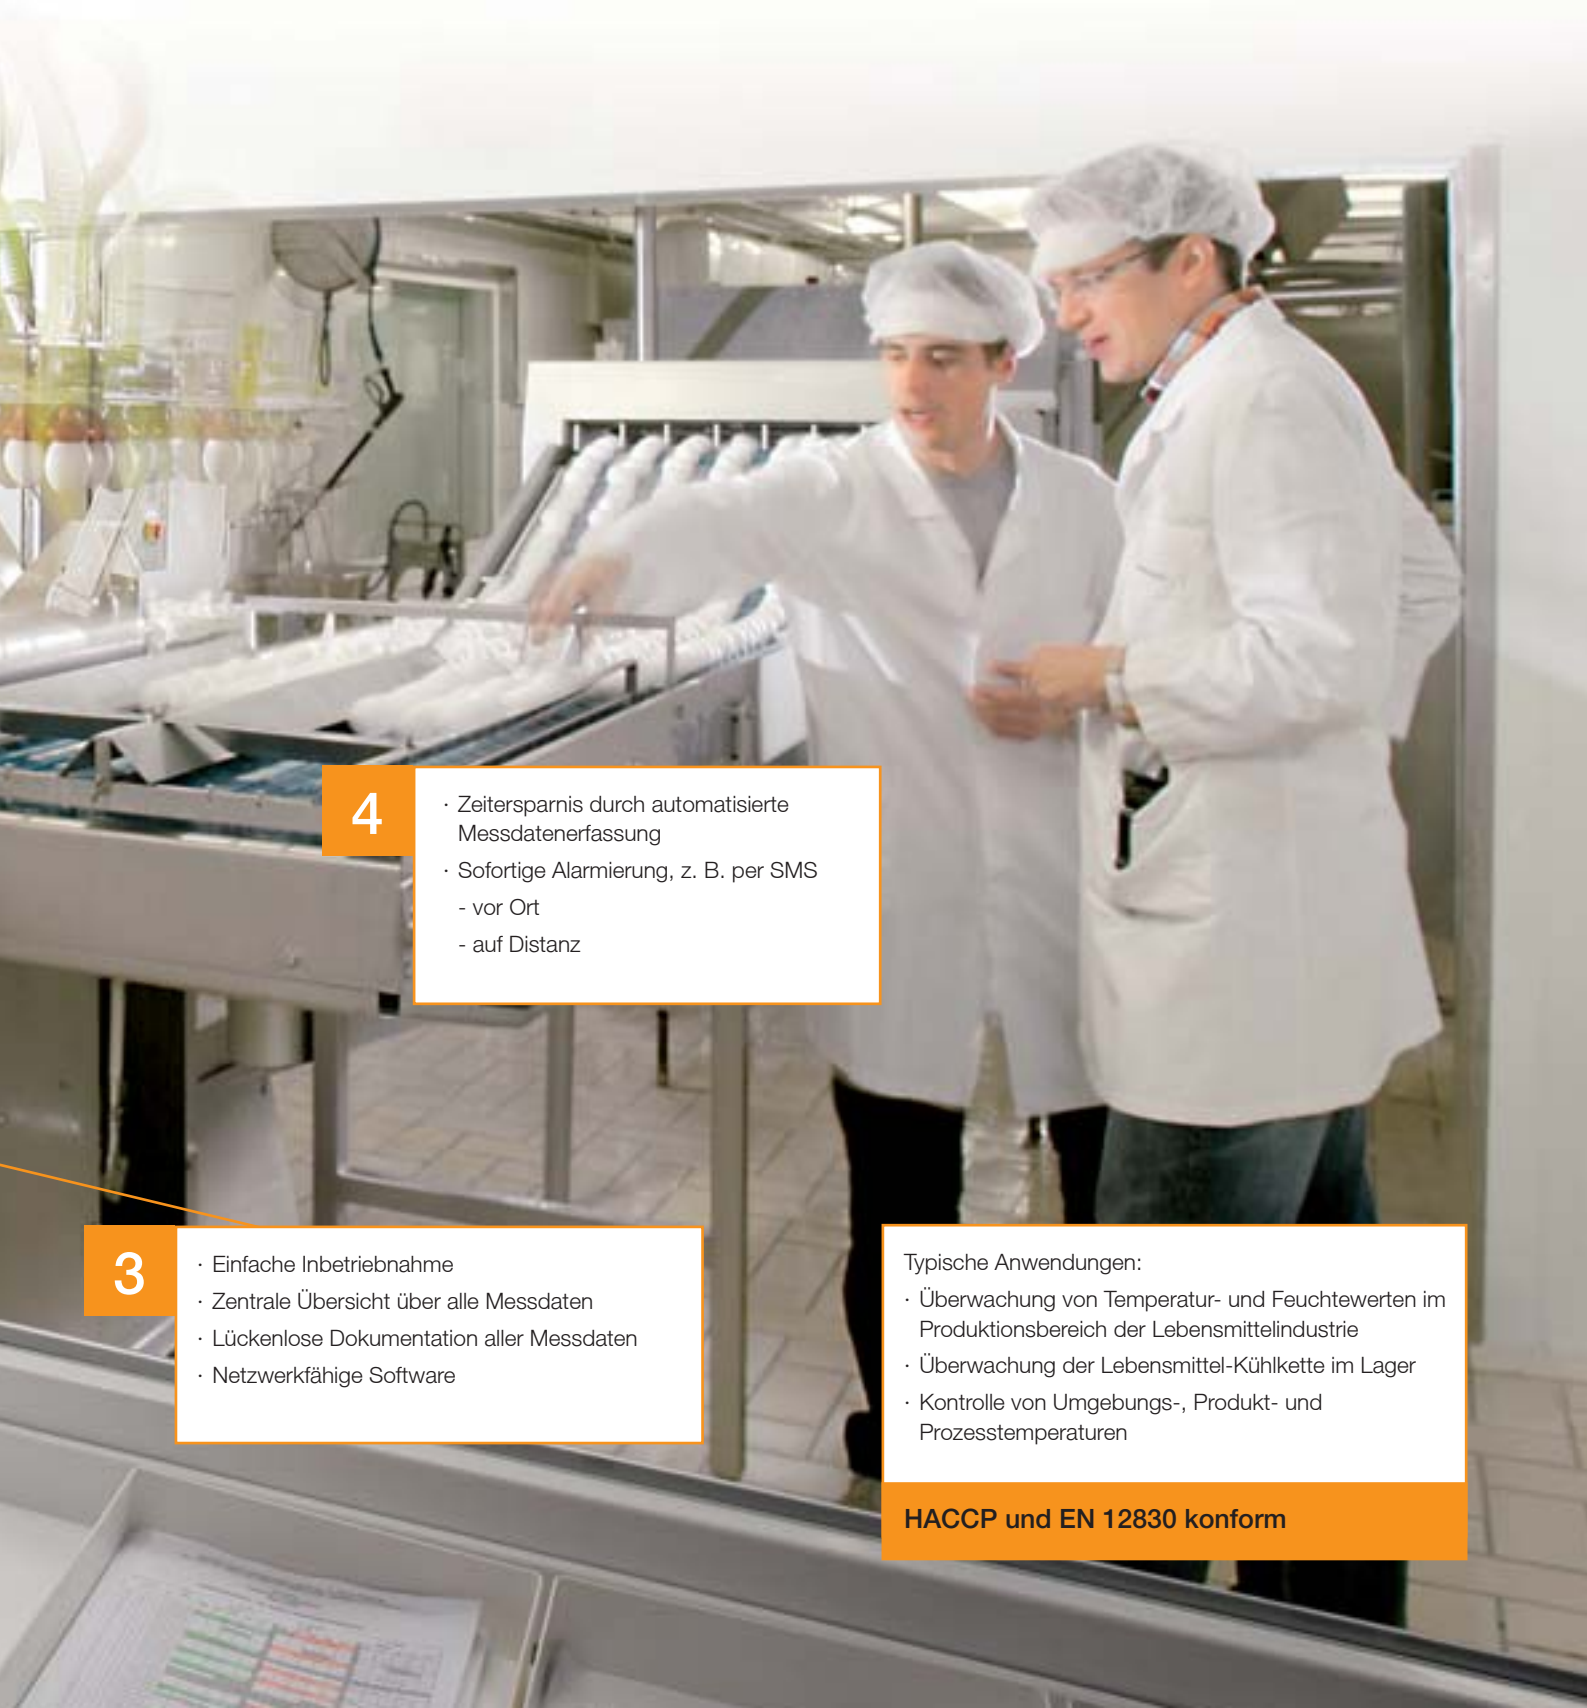 4
· Zeitersparnis durch automatisierte
Messdatenerfassung
· Sofortige Alarmierung, z. B. per SMS
- vor Ort
- auf Distanz
3
· Einfache Inbetriebnahme
· Zentrale Übersicht über alle Messdaten
· Lückenlose Dokumentation aller Messdaten
· Netzwerkfähige Software
Typische Anwendungen:
· Überwachung von Temperatur- und Feuchtewerten im
Produktionsbereich der Lebensmittelindustrie
· Überwachung der Lebensmittel-Kühlkette im Lager
· Kontrolle von Umgebungs-, Produkt- und
Prozesstemperaturen
HACCP und EN 12830 konform